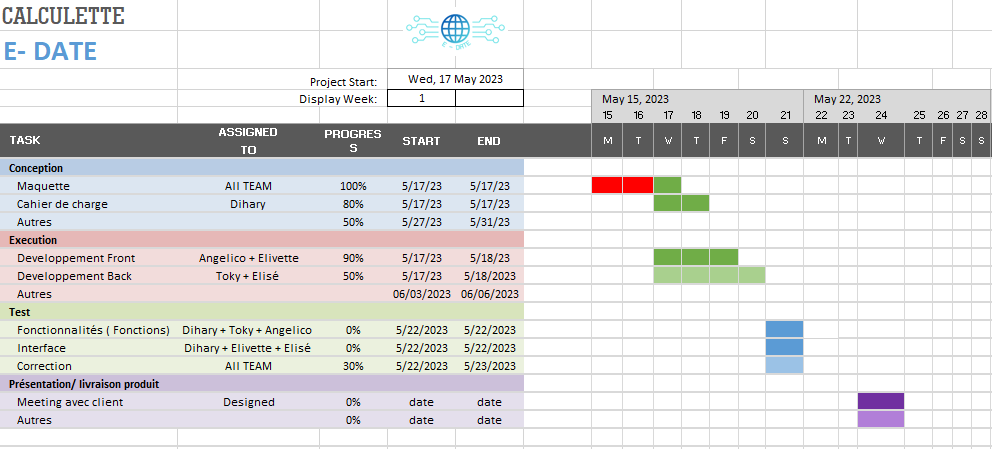 CALCULETTE
E- DATE
E - DATE
Project Start: Wed, 17 May 2023
Display Week: 1
May 15, 2023 May 22, 2023
15 16 17 18 19 20 21 22 23 24 25 26 27 28
TASK ASSIGNED TO PROGRES S START END M T W T F S S M T W T F S S
Conception
Maquette All TEAM 100% 5/17/23 5/17/23
Cahier de charge Dihary 80% 5/17/23 5/17/23
Autres 50% 5/27/23 5/31/23
Execution
Developpement Front Angelico + Elivette 90% 5/17/23 5/18/23
Developpement Back Toky + Elisé 50% 5/17/23 5/18/2023
Autres 06/03/2023 06/06/2023
Test
Fonctionnalités ( Fonctions) Dihary + Toky + Angelico 0% 5/22/2023 5/22/2023
Interface Dihary + Elivette + Elisé 0% 5/22/2023 5/22/2023
Correction All TEAM 30% 5/22/2023 5/23/2023
Présentation/ livraison produit
Meeting avec client Designed 0% date date
Autres 0% date date